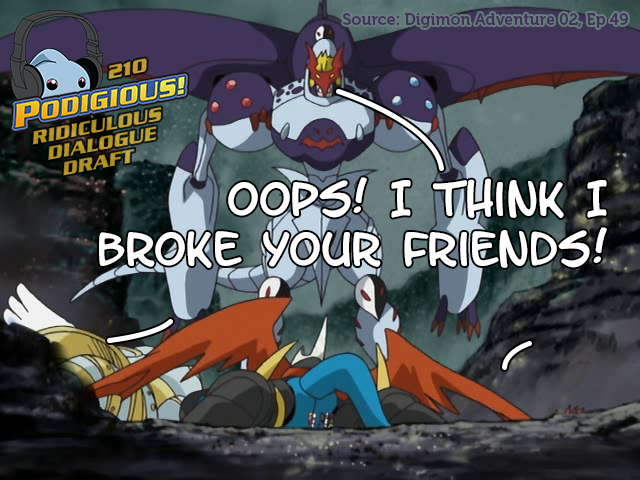 Source: Digimon Adventure 02, Ep 49
210
PODIGIOUS!
RIDICULOUS
DIALOGUE
DRAFT
OOPS! I THINK I
BROKE YOUR FRIENDS!